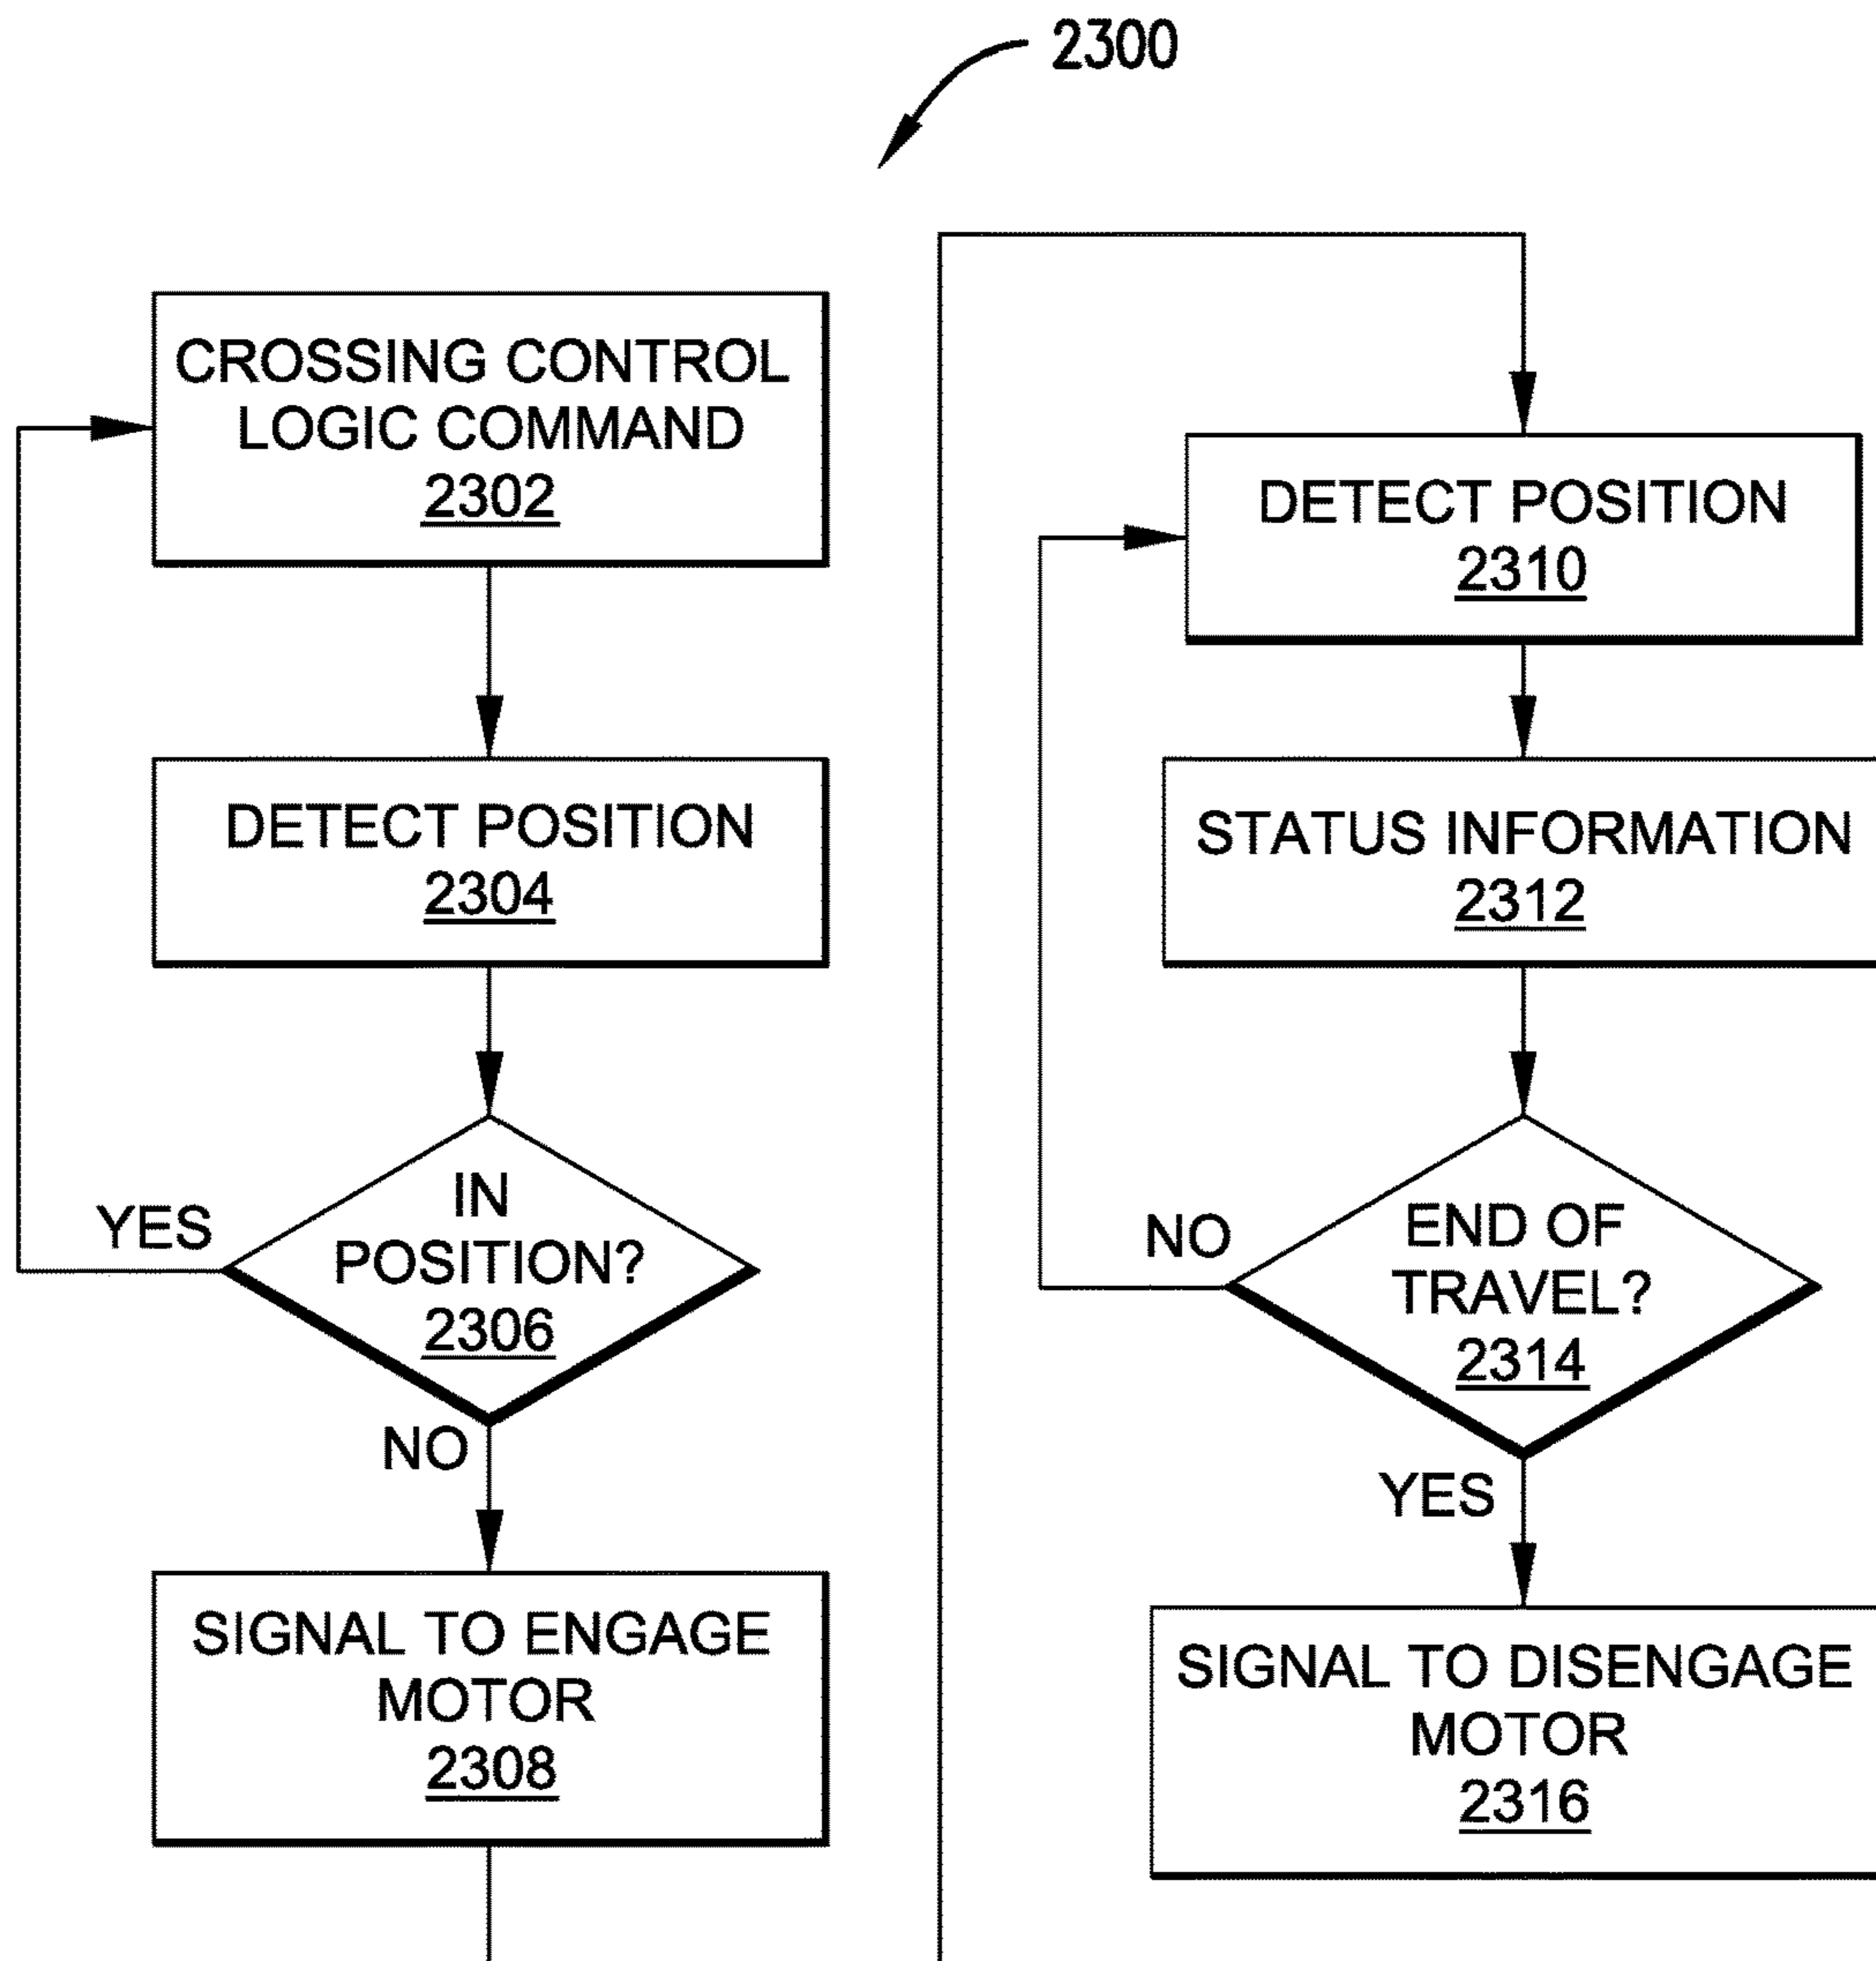 2300
CROSSING CONTROL
LOGIC COMMAND
2302
DETECT POSITION
2304
IN
POSITION?
2306
YES
NO
SIGNAL TO ENGAGE
MOTOR
2308
DETECT POSITION
2310
STATUS INFORMATION
2312
END OF
TRAVEL?
2314
NO
YES
SIGNAL TO DISENGAGE
MOTOR
2316